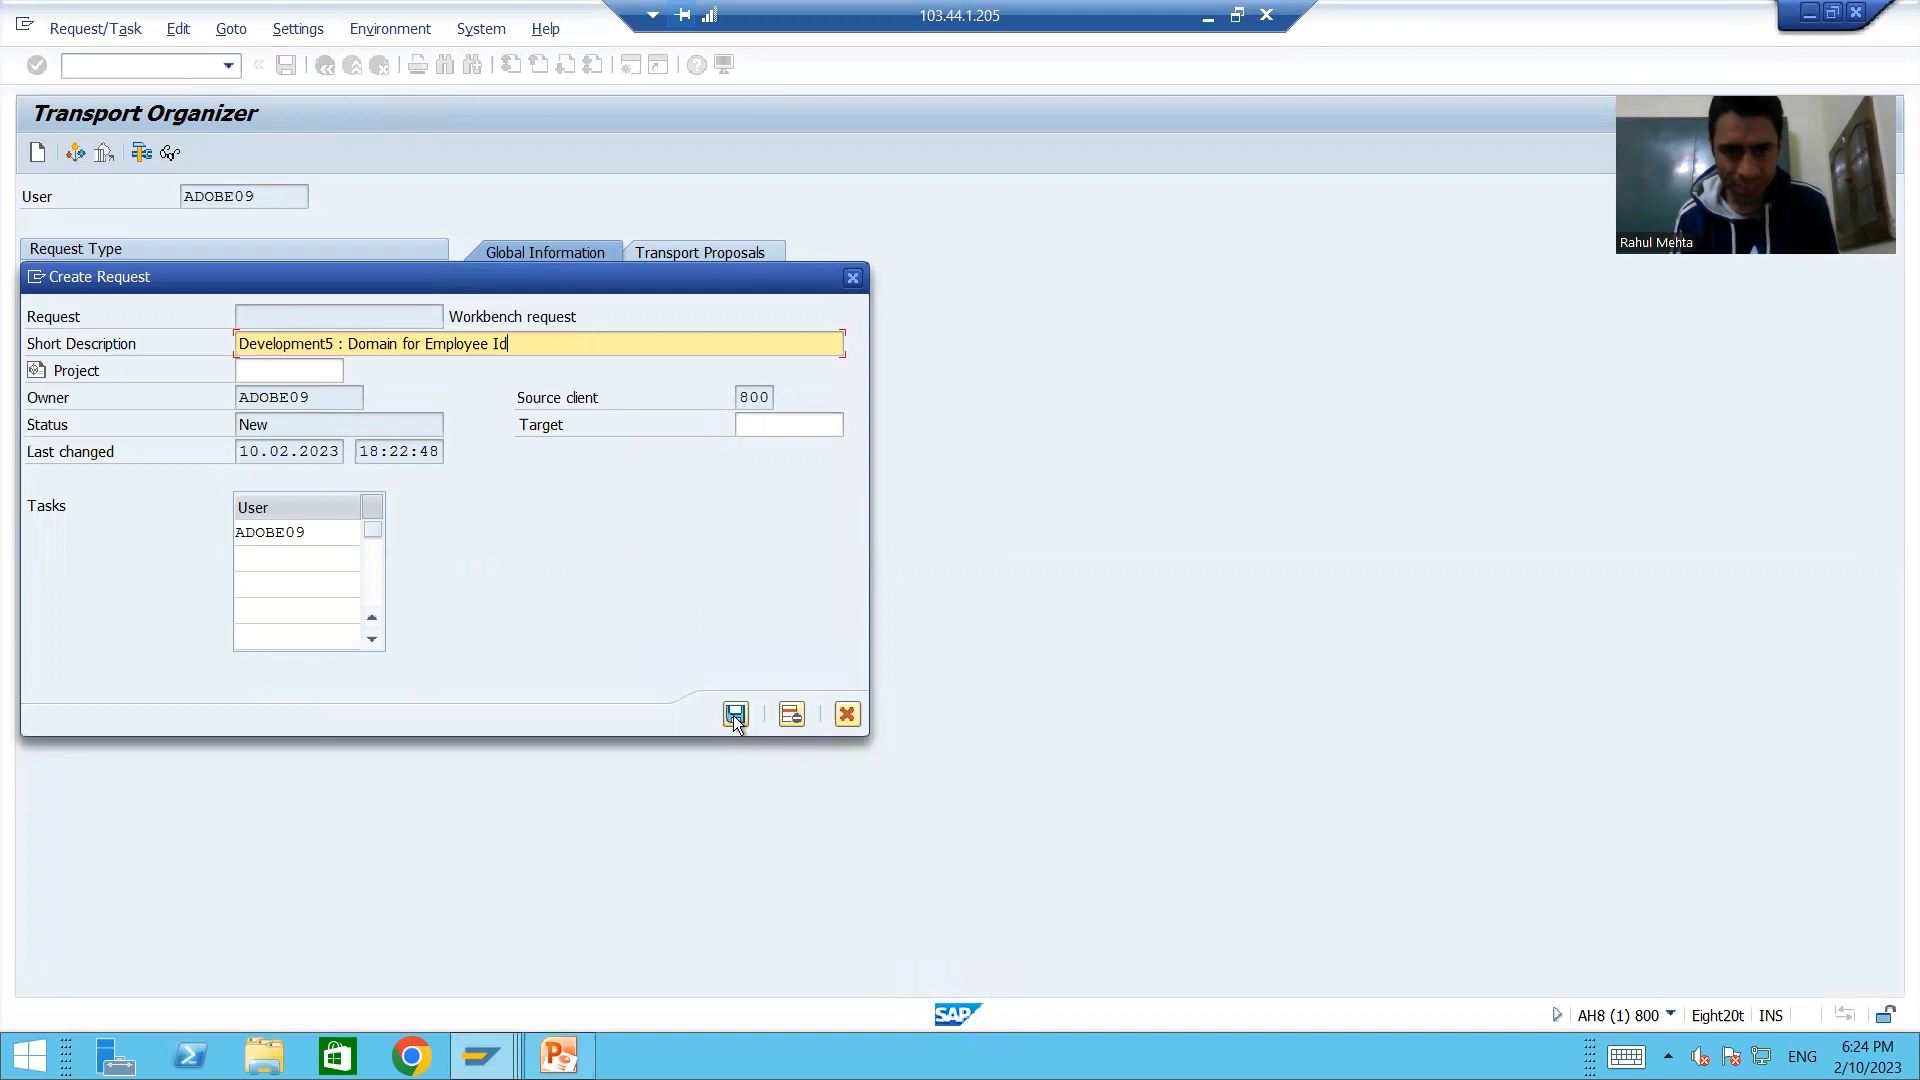 Request/Task Edit Goto Settings Environment System Help
103.44.1.205
Transport Organizer
User ADOBE09
Rahul Mehta
Request Type
Global Information Transport Proposals
Create Request
Request Workbench request
Short Description Development5 : Domain for Employee Id
Project
Owner ADOBE09 Source client 800
Status New Target
Last changed 10.02.2023 18:22:48
Tasks User
ADOBE09
SAP
AH8 (1) 800 Eight20t INS
ENG
6:24 PM
2/10/2023